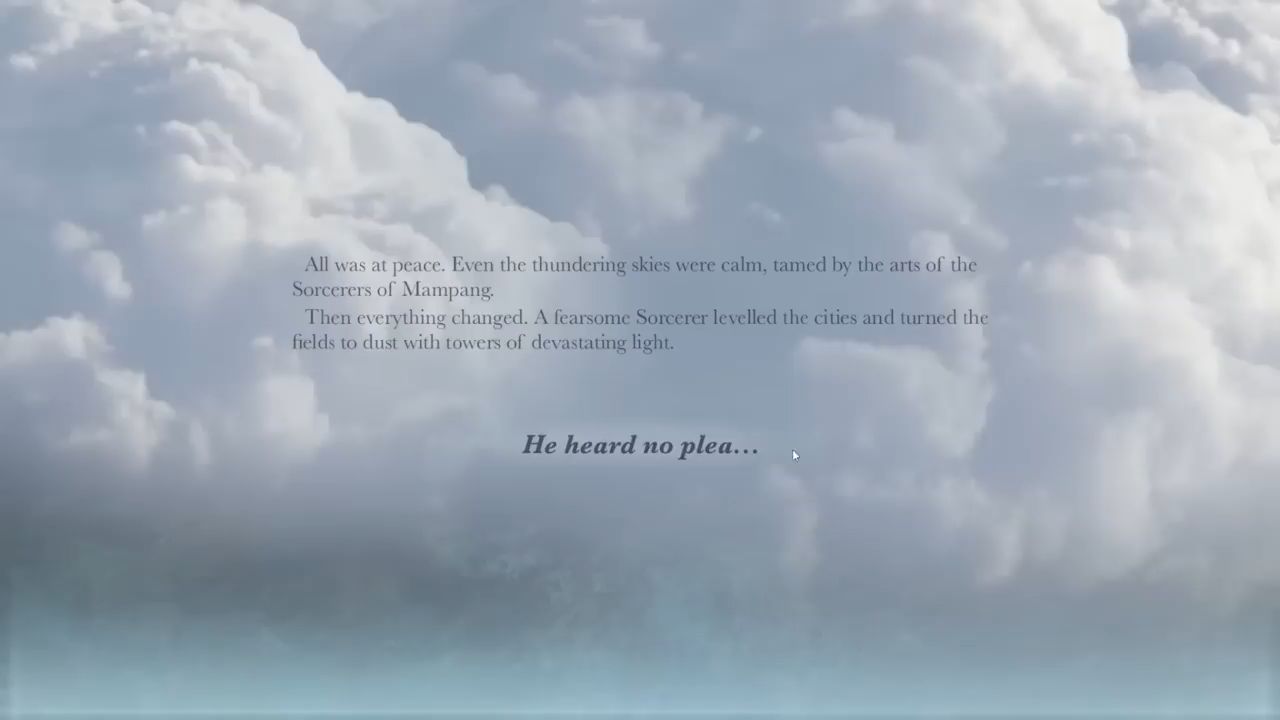 All was at peace. Even the thundering skies were calm, tamed by the arts of the
Sorcerers of Mampang.
Then everything changed. A fearsome Sorcerer levelled the cities and turned the
fields to dust with towers of devastating light.
He heard no plea…